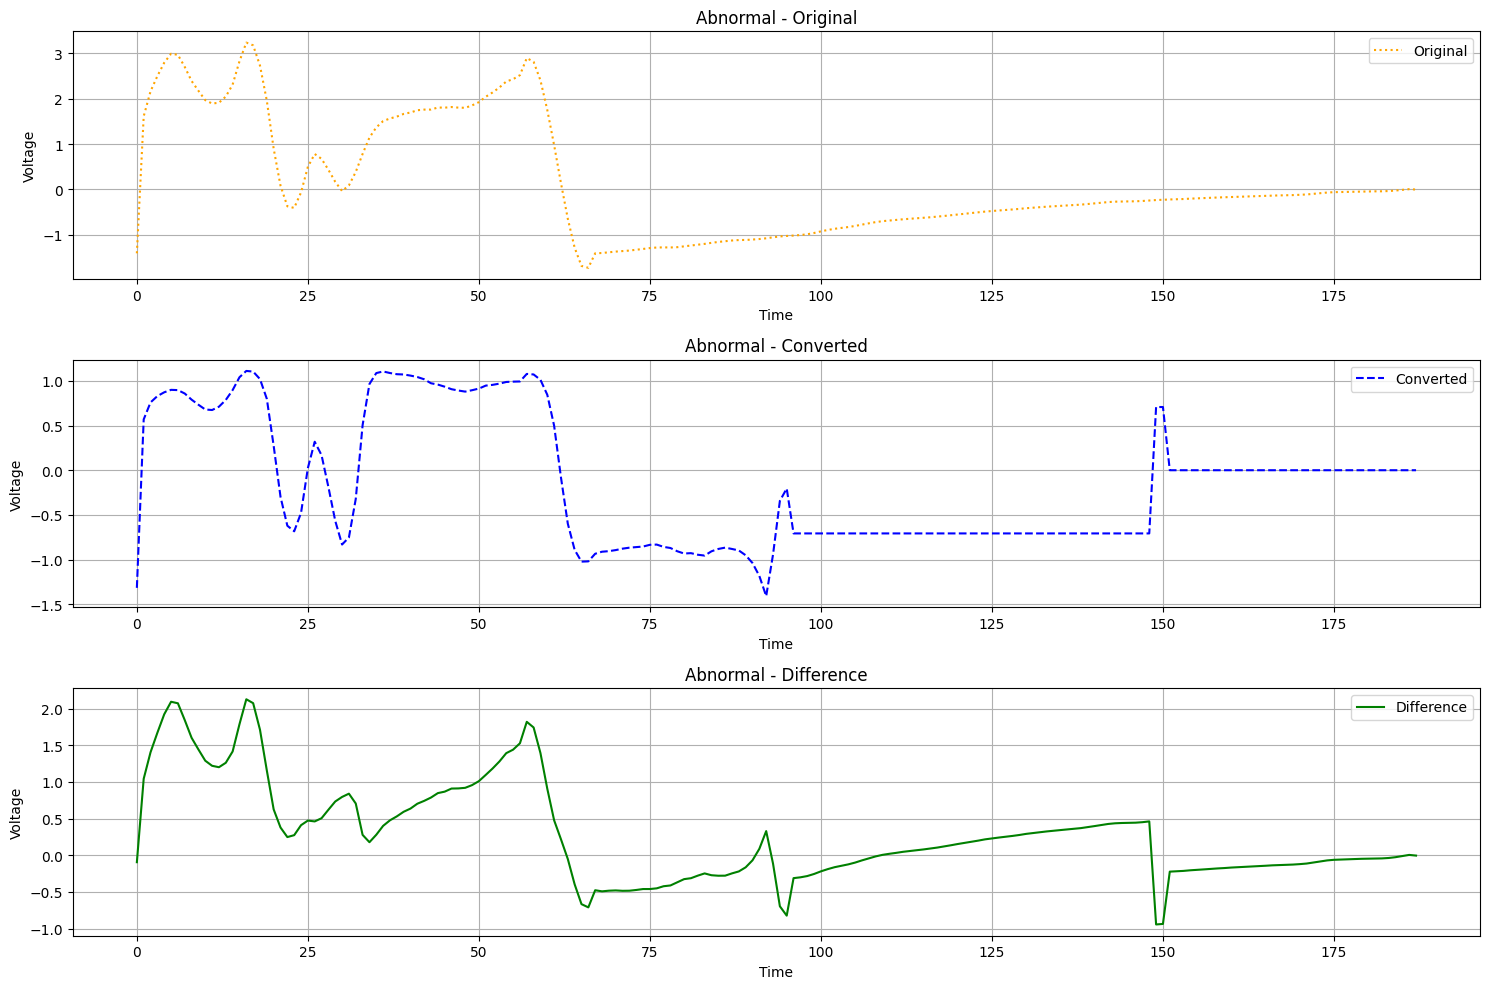 Abnormal - Original
Voltage
3
2
1
0
−1
Original
0 25 50 75 100 125 150 175
Time
Abnormal - Converted
Voltage
1.0
0.5
0.0
−0.5
−1.0
−1.5
Converted
0 25 50 75 100 125 150 175
Time
Abnormal - Difference
Voltage
2.0
1.5
1.0
0.5
0.0
−0.5
−1.0
Difference
0 25 50 75 100 125 150 175
Time